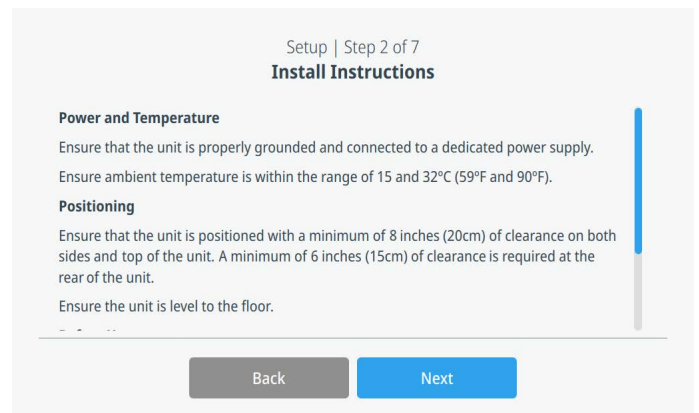 Setup | Step 2 of 7
Install Instructions
Power and Temperature
Ensure that the unit is properly grounded and connected to a dedicated power supply.
Ensure ambient temperature is within the range of 15 and 32ºC (59ºF and 90ºF).
Positioning
Ensure that the unit is positioned with a minimum of 8 inches (20cm) of clearance on both
sides and top of the unit. A minimum of 6 inches (15cm) of clearance is required at the
rear of the unit.
Ensure the unit is level to the floor.
Back
Next